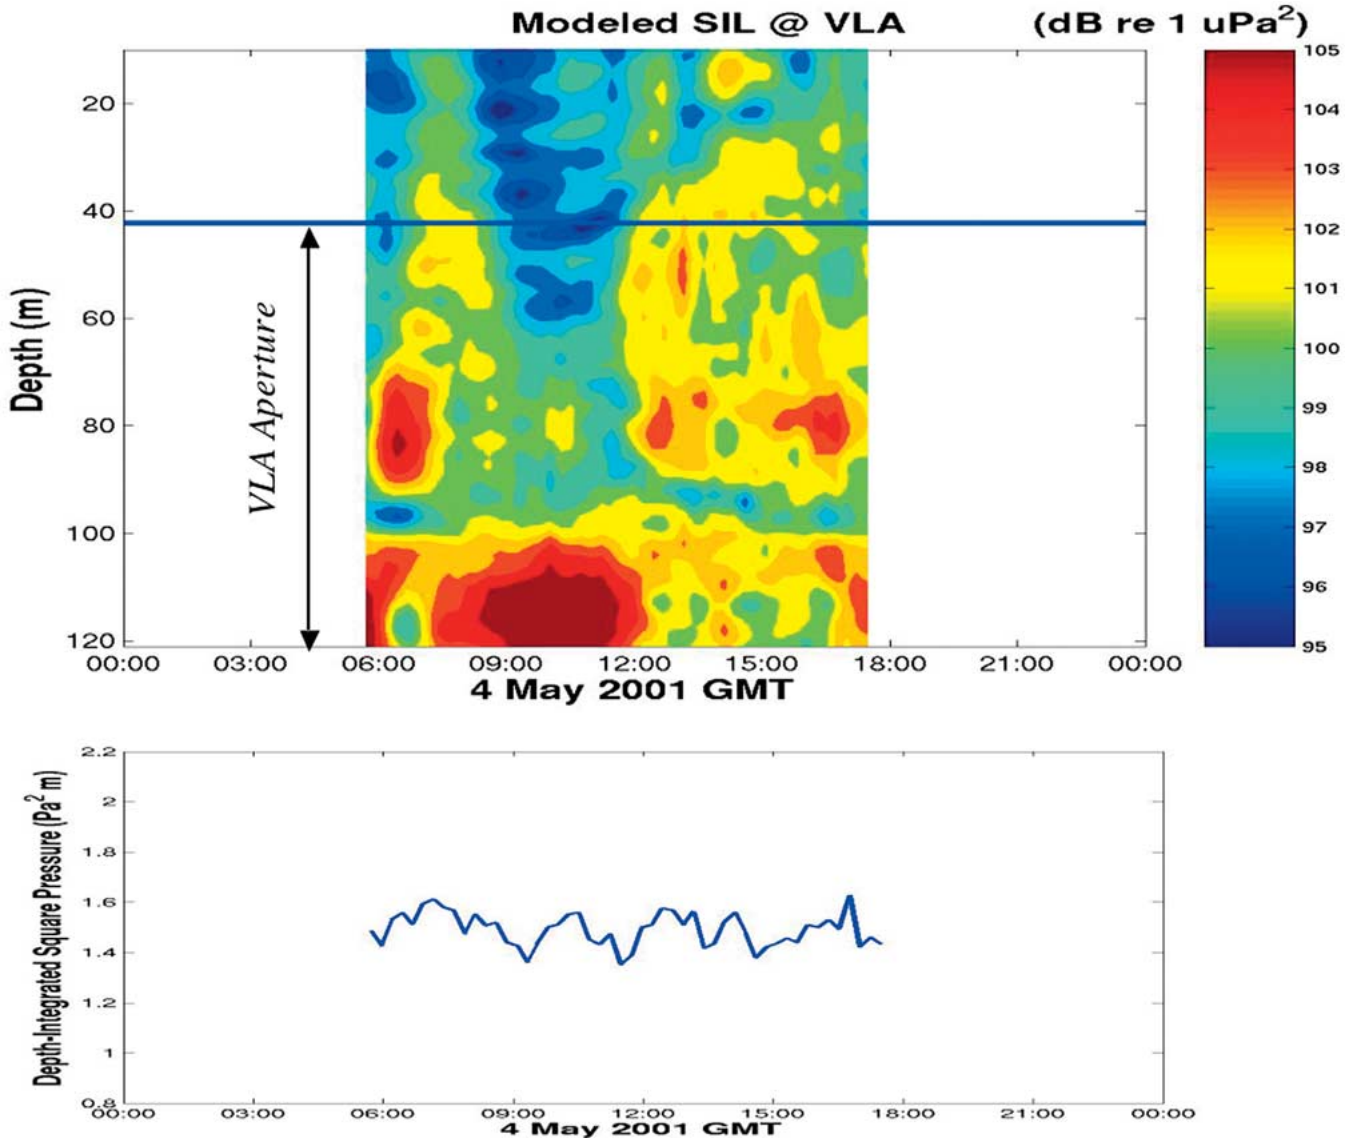 Modeled SIL @ VLA
(dB re 1 uPa²)
20
40
60
80
100
120
Depth (m)
VLA Aperture
105
104
103
102
101
100
99
98
97
96
95
00:00 03:00 06:00 09:00 12:00 15:00 18:00 21:00 00:00
4 May 2001 GMT
2.2
2
1.8
1.6
1.4
1.2
1
0.8
Depth-Integrated Square Pressure (Pa² m)
00:00 03:00 06:00 09:00 12:00 15:00 18:00 21:00 00:00
4 May 2001 GMT